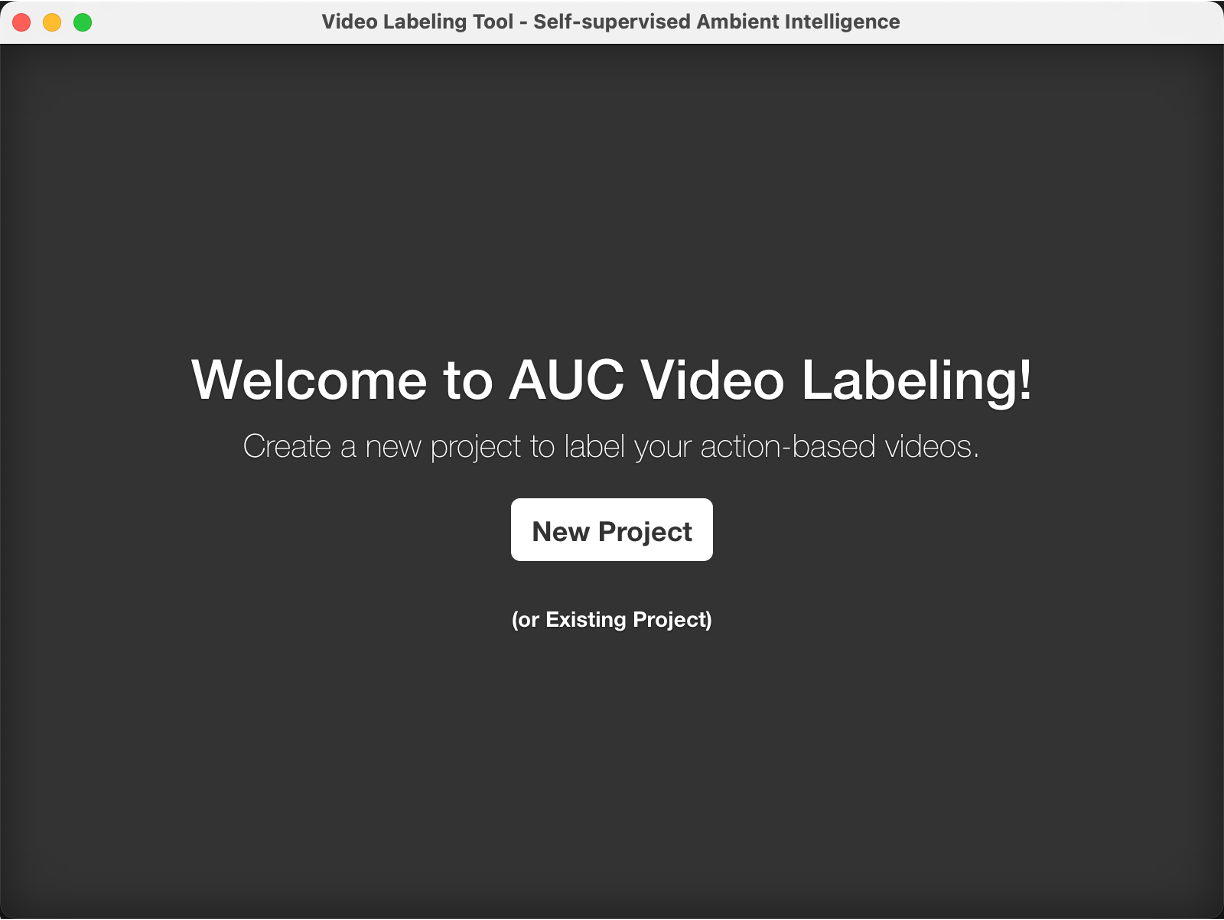 Video Labeling Tool - Self-supervised Ambient Intelligence
Welcome to AUC Video Labeling!
Create a new project to label your action-based videos.
New Project
(or Existing Project)